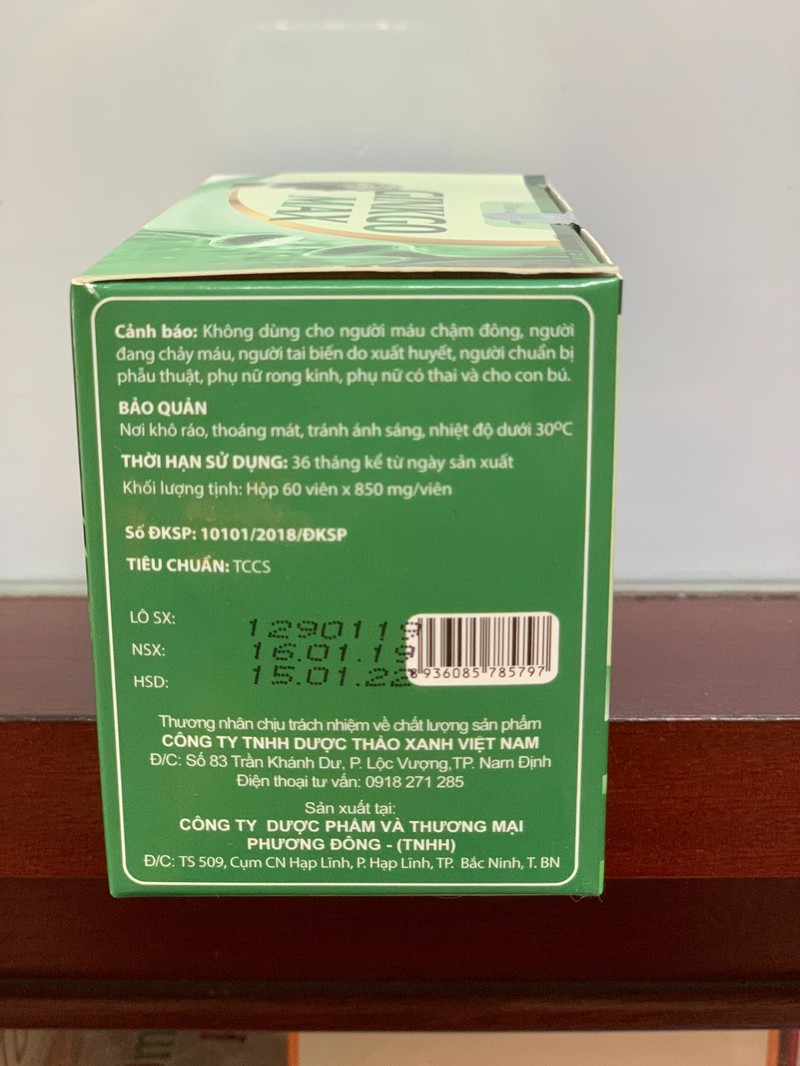 GINKGO
MAX
Cảnh báo: Không dùng cho người máu chậm đông, người
đang chảy máu, người tai biến do xuất huyết, người chuẩn bị
phẫu thuật, phụ nữ rong kinh, phụ nữ có thai và cho con bú.
BẢO QUẢN
Nơi khô ráo, thoáng mát, tránh ánh sáng, nhiệt độ dưới 30ºC
THỜI HẠN SỬ DỤNG: 36 tháng kể từ ngày sản xuất
Khối lượng tịnh: Hộp 60 viên x 850 mg/viên
Số ĐKSP: 10101/2018/ĐKSP
TIÊU CHUẨN: TCCS
LÔ SX: 1290119
NSX: 16.01.19
HSD: 15.01.22
8 936085 785797
Thương nhân chịu trách nhiệm về chất lượng sản phẩm
CÔNG TY TNHH DƯỢC THẢO XANH VIỆT NAM
Đ/C: Số 83 Trần Khánh Dư, P. Lộc Vượng,TP. Nam Định
Điện thoại tư vấn: 0918 271 285
Sản xuất tại:
CÔNG TY DƯỢC PHẨM VÀ THƯƠNG MẠI
PHƯƠNG ĐÔNG - (TNHH)
Đ/C: TS 509, Cụm CN Hạp Lĩnh, P. Hạp Lĩnh, TP. Bắc Ninh, T. BN